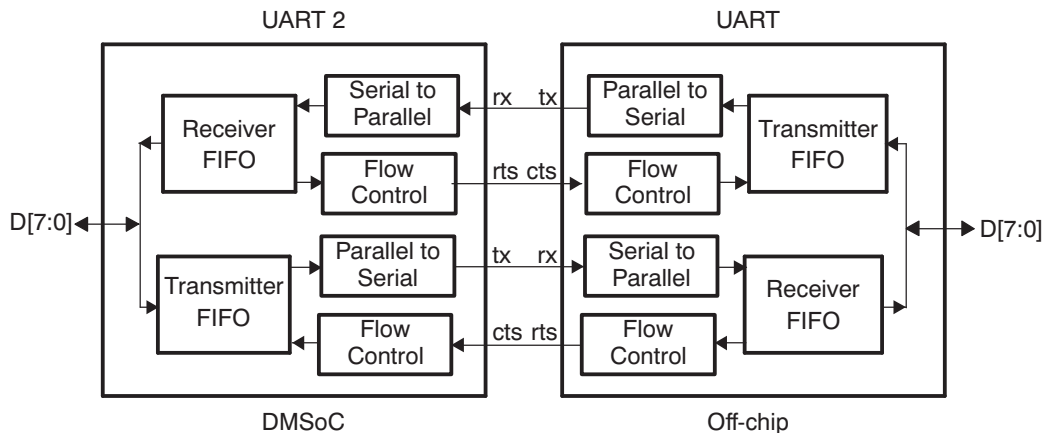 UART 2
UART
Serial to
Parallel
rx
tx
Parallel to
Serial
Receiver
FIFO
Transmitter
FIFO
Flow
Control
rts
cts
Flow
Control
D[7:0]
D[7:0]
Parallel to
Serial
tx
rx
Serial to
Parallel
Transmitter
FIFO
Receiver
FIFO
Flow
Control
cts
rts
Flow
Control
DMSoC
Off-chip